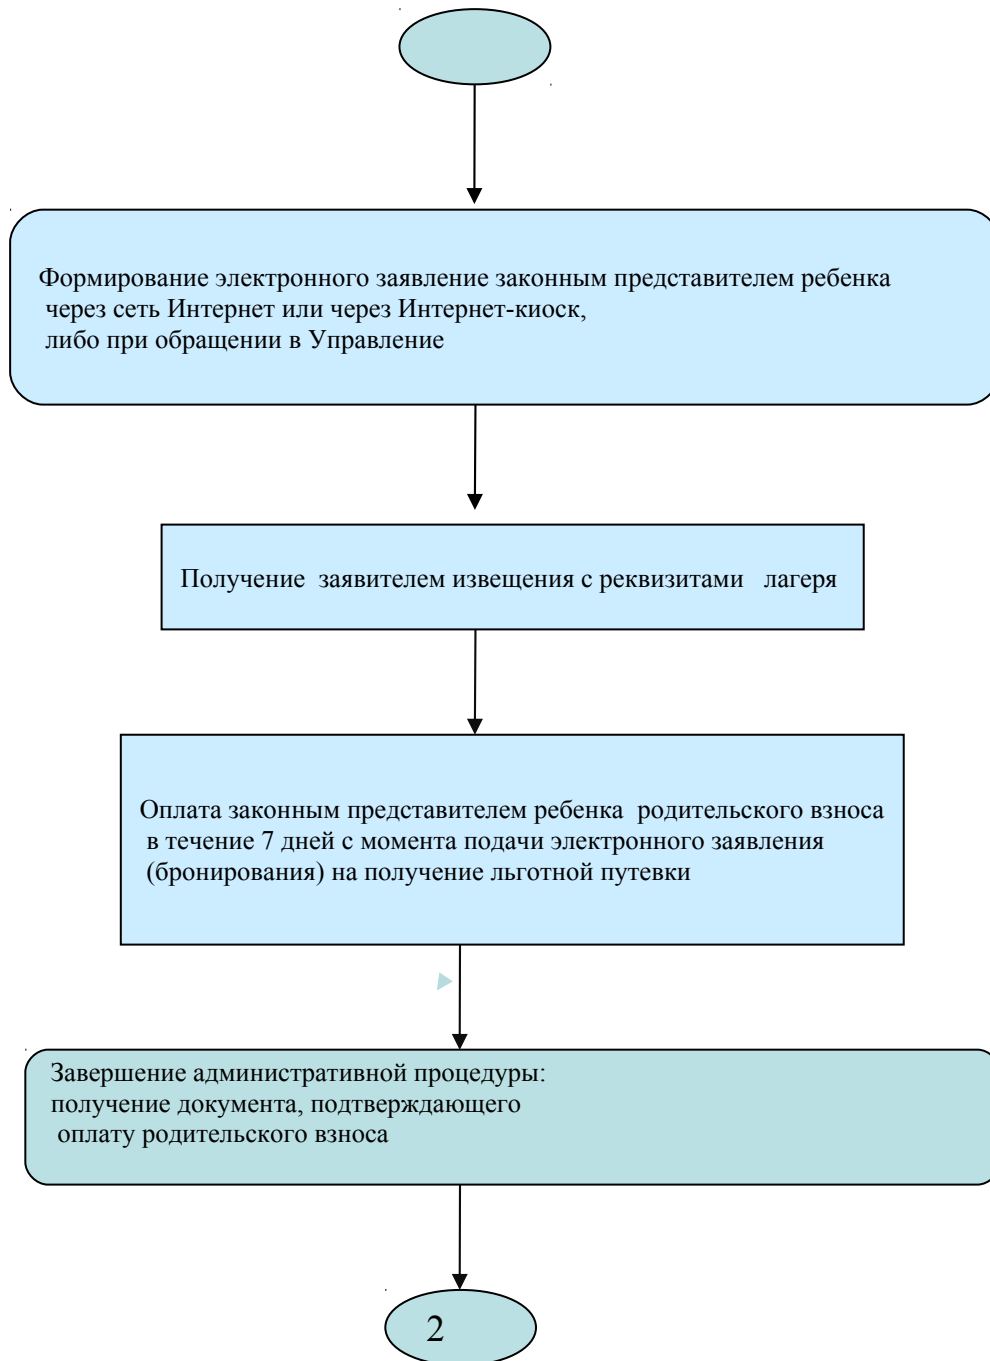 Формирование электронного заявление законным представителем ребенка
через сеть Интернет или через Интернет-киоск,
либо при обращении в Управление
Получение заявителем извещения с реквизитами лагеря
Оплата законным представителем ребенка родительского взноса
в течение 7 дней с момента подачи электронного заявления
(бронирования) на получение льготной путевки
Завершение административной процедуры:
получение документа, подтверждающего
оплату родительского взноса
2